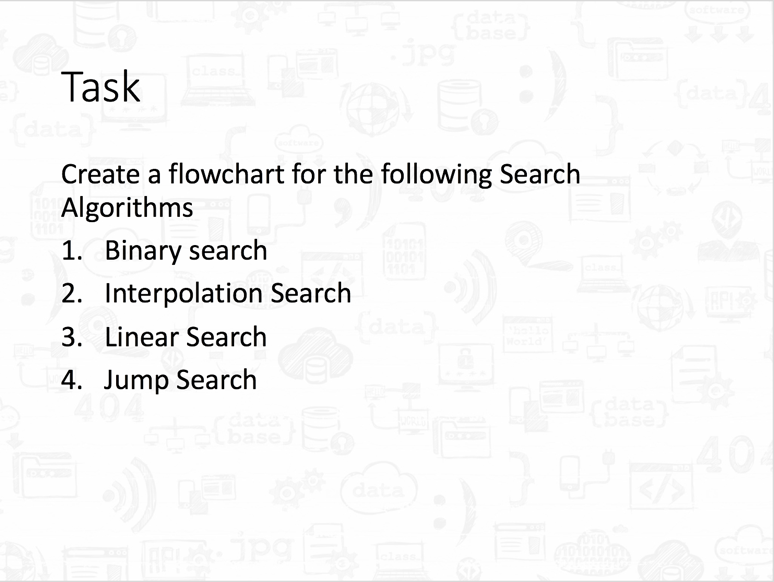 Task
Create a flowchart for the following Search
Algorithms
1. Binary search
2. Interpolation Search
3. Linear Search
4. Jump Search